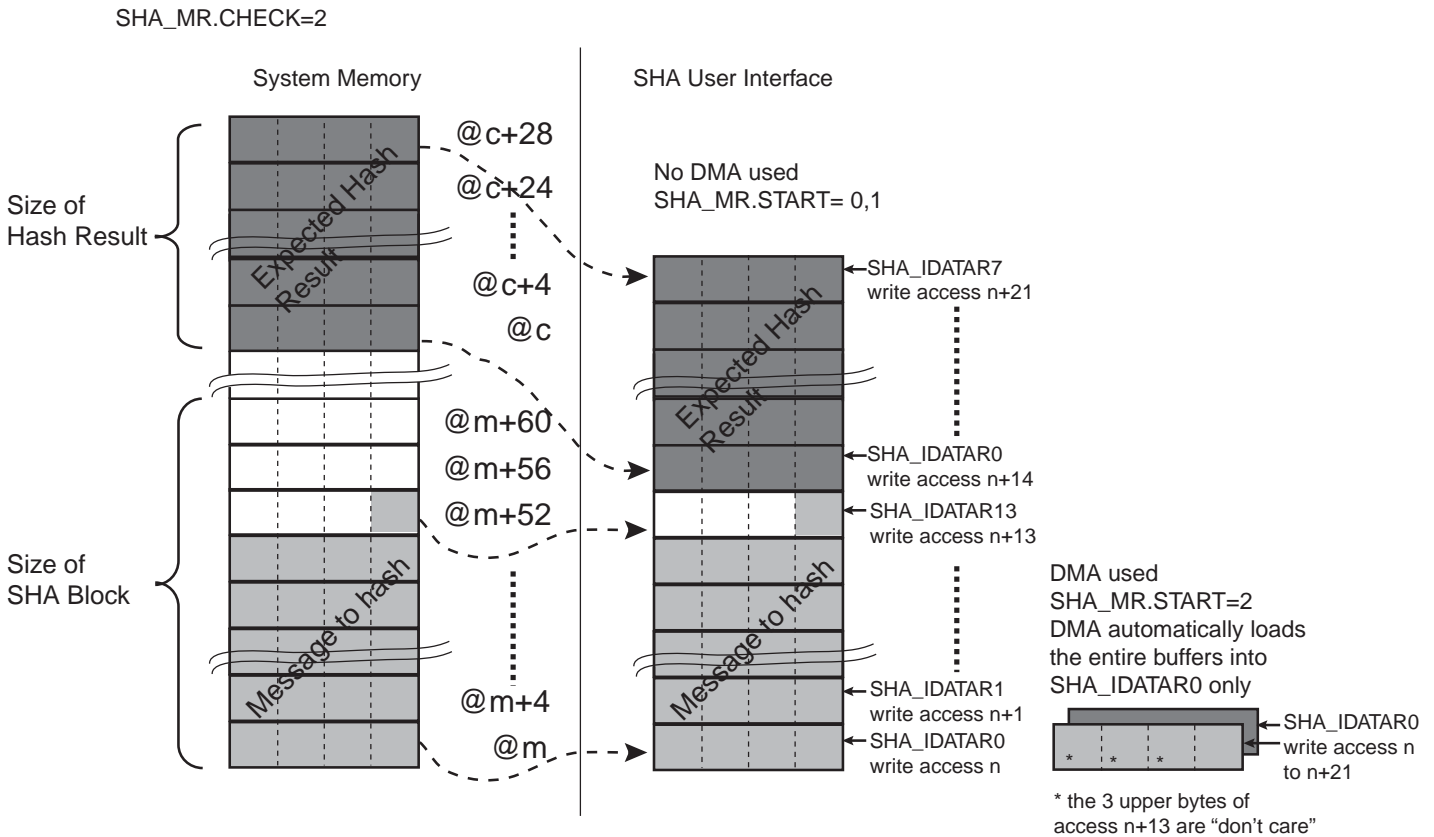 SHA_MR.CHECK=2
System Memory
SHA User Interface
Size of
Hash Result
Expected Hash
Result
@c+28
@c+24
@c+4
@c
@m+60
@m+56
@m+52
Size of
SHA Block
Message to hash
@m+4
@m
No DMA used
SHA_MR.START= 0,1
Expected Hash
Result
SHA_IDATAR7
write access n+21
SHA_IDATAR0
write access n+14
SHA_IDATAR13
write access n+13
Message to hash
SHA_IDATAR1
write access n+1
SHA_IDATAR0
write access n
DMA used
SHA_MR.START=2
DMA automatically loads
the entire buffers into
SHA_IDATAR0 only
* * *
SHA_IDATAR0
write access n
to n+21
* the 3 upper bytes of
access n+13 are “don’t care”